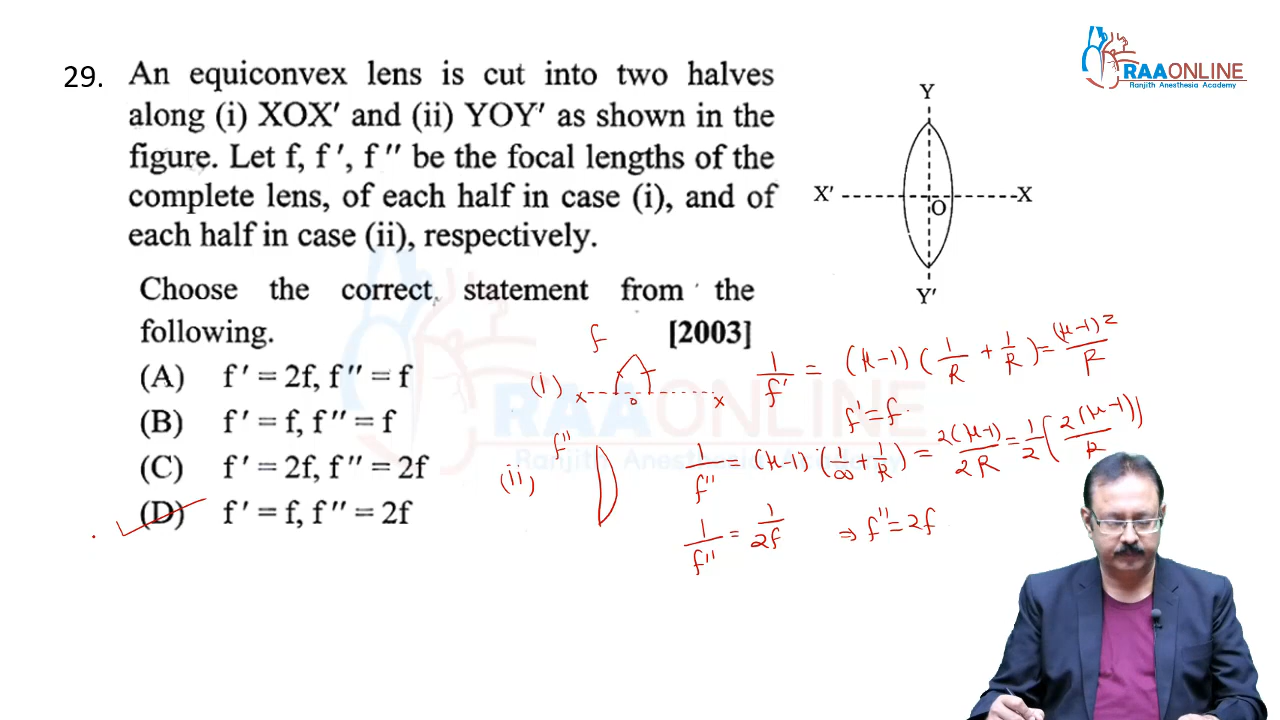 RAAONLINE
Ranjith Anesthesia Academy
29. An equiconvex lens is cut into two halves
along (i) XOX′ and (ii) YOY′ as shown in the
figure. Let f, f ′, f ″ be the focal lengths of the
complete lens, of each half in case (i), and of
each half in case (ii), respectively.
Choose the correct statement from the
following. [2003]
(A) f ′ = 2f, f ″ = f
(B) f ′ = f, f ″ = f
(C) f ′ = 2f, f ″ = 2f
(D) f ′ = f, f ″ = 2f
Y
X′ X
O
Y′
f
(i) x o x
1/f' = (μ-1) (1/R + 1/R) = (μ-1)2/R
f' = f
(ii) f''
1/f'' = (μ-1) (1/∞ + 1/R) = 2(μ-1)/2R = 1/2 [2(μ-1)/R]
1/f'' = 1/2f ⇒ f'' = 2f
RAAONLINE
Ranjith Anesthesia Academy